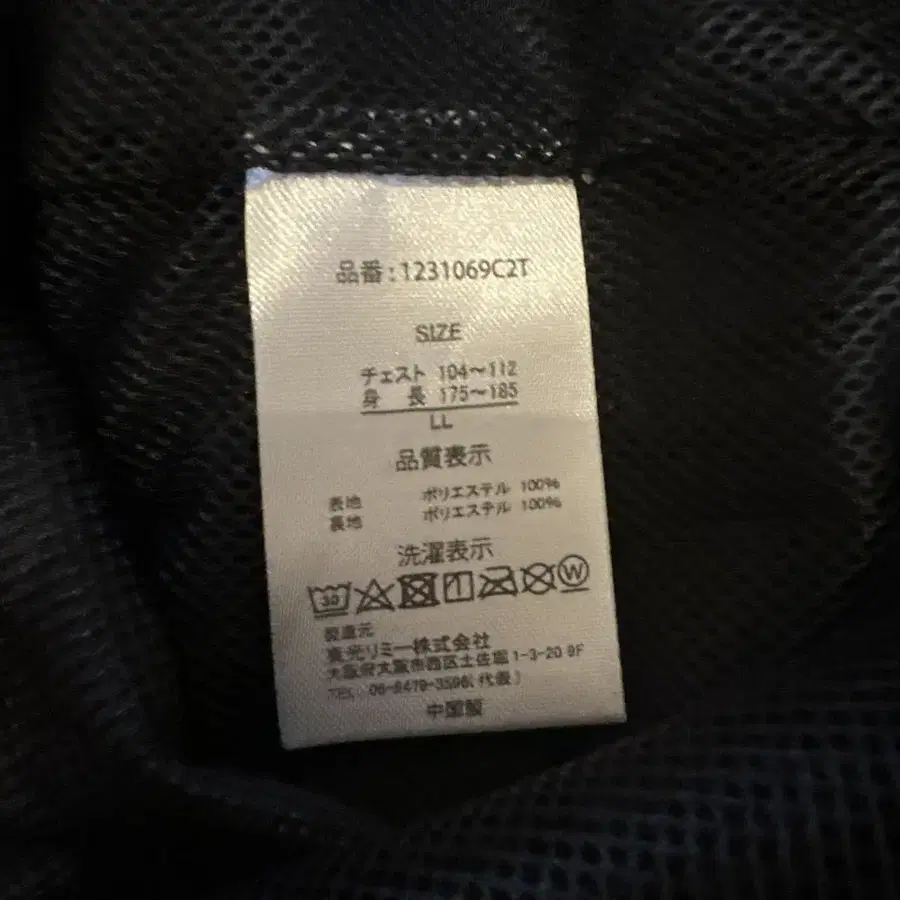 品番:1231069C2T
SIZE
チェスト 104〜112
身 長 175〜185
LL
品質表示
表地 ポリエステル 100%
裏地 ポリエステル 100%
洗濯表示
30 W
製造元
東光リミー株式会社
大阪府大阪市西区土佐堀1-3-20 9F
TEL 06-6479-3596(代表)
中国製